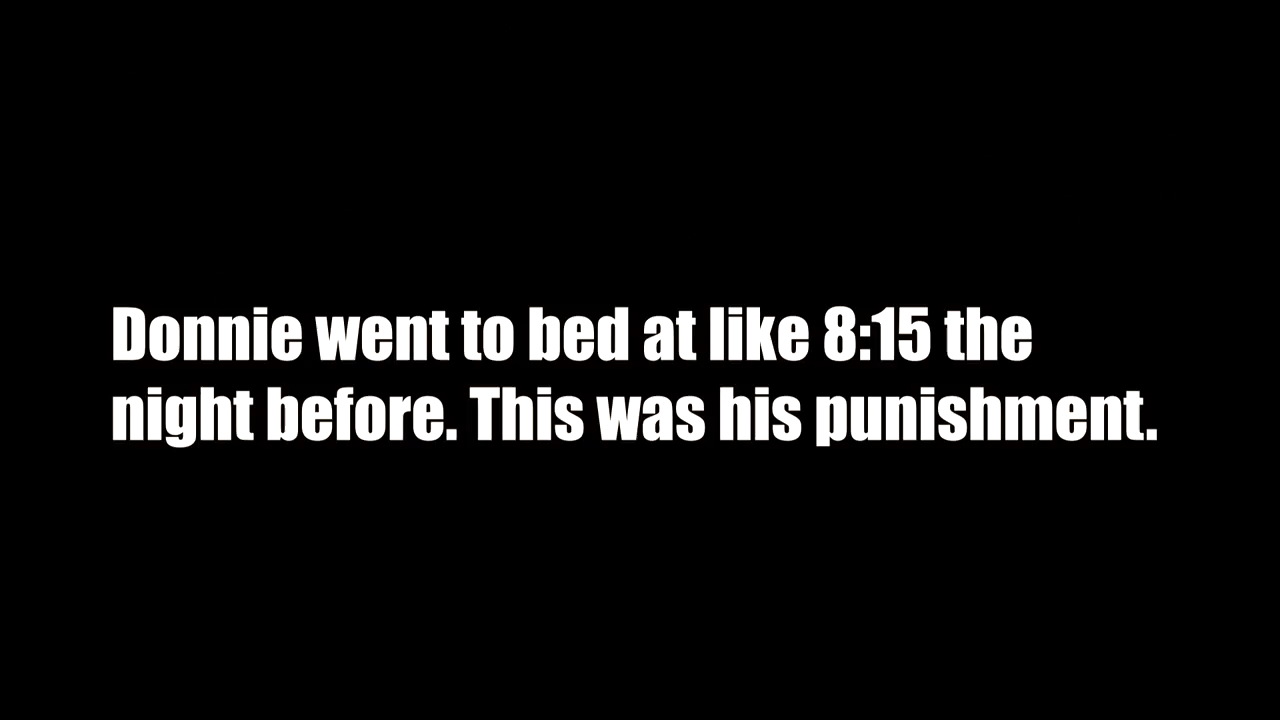 Donnie went to bed at like 8:15 the
night before. This was his punishment.